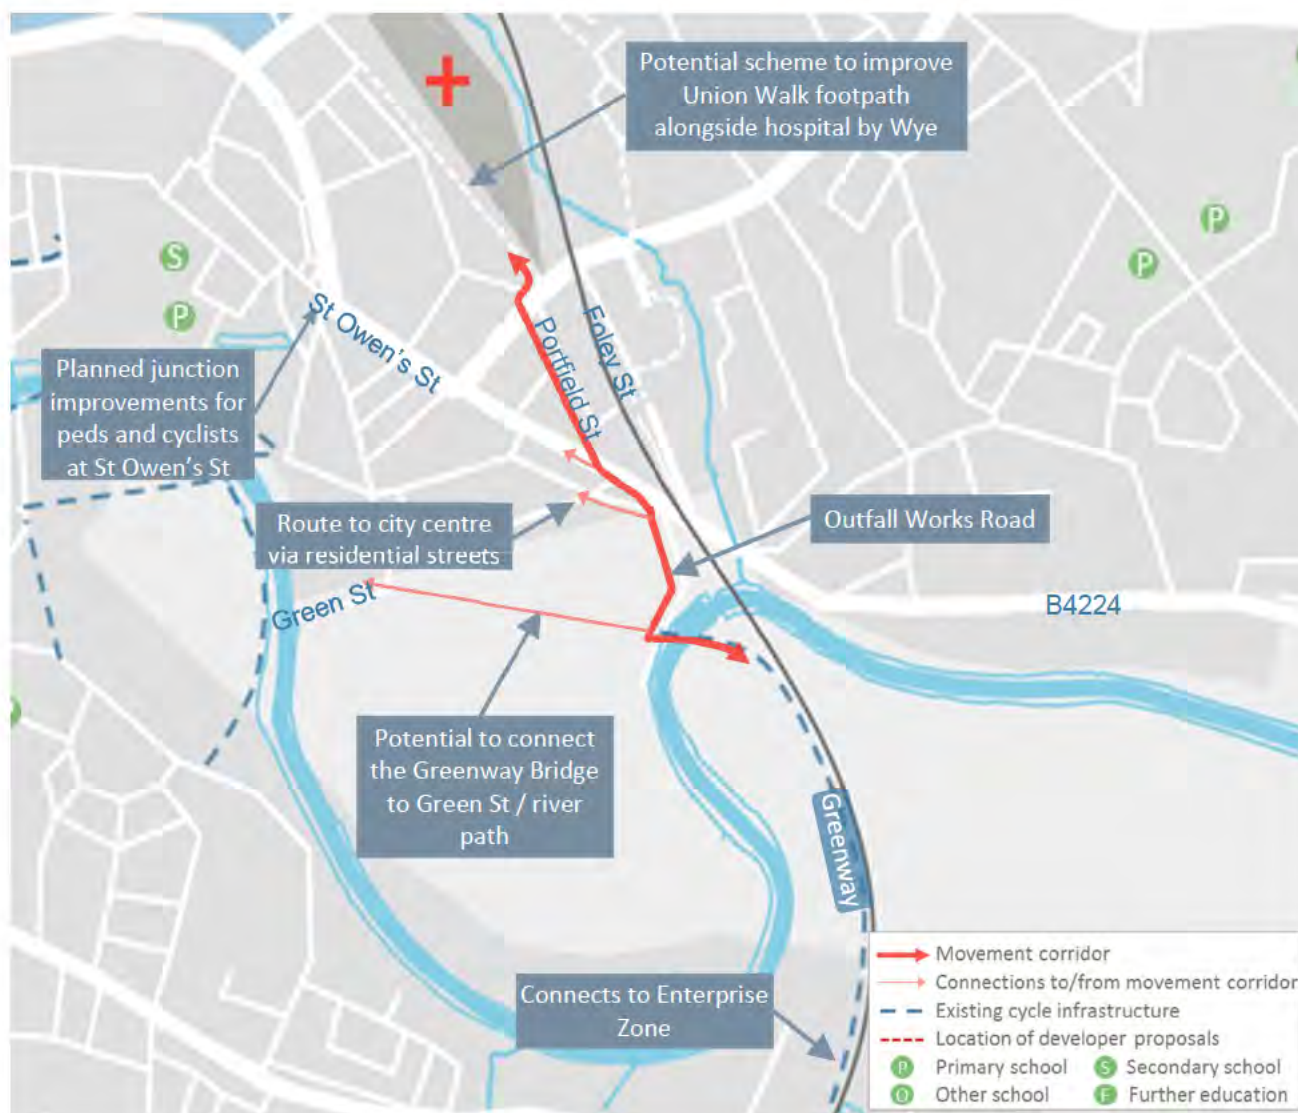 Potential scheme to improve
Union Walk footpath
alongside hospital by Wye
S
P
P
P
St Owen's St
Portfield St
Foley St
Planned junction
improvements for
peds and cyclists
at St Owen's St
Route to city centre
via residential streets
Outfall Works Road
Green St
B4224
Potential to connect
the Greenway Bridge
to Green St / river
path
Greenway
Connects to Enterprise
Zone
Movement corridor
Connections to/from movement corridor
Existing cycle infrastructure
Location of developer proposals
P Primary school
S Secondary school
O Other school
F Further education